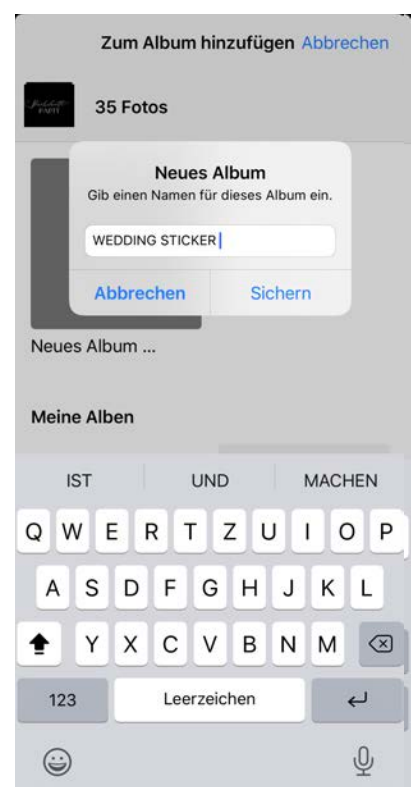 Zum Album hinzufügen Abbrechen
PARTY
35 Fotos
Neues Album
Gib einen Namen für dieses Album ein.
WEDDING STICKER
Abbrechen Sichern
Neues Album ...
Meine Alben
IST UND MACHEN
Q W E R T Z U I O P
A S D F G H J K L
Y X C V B N M
123 Leerzeichen